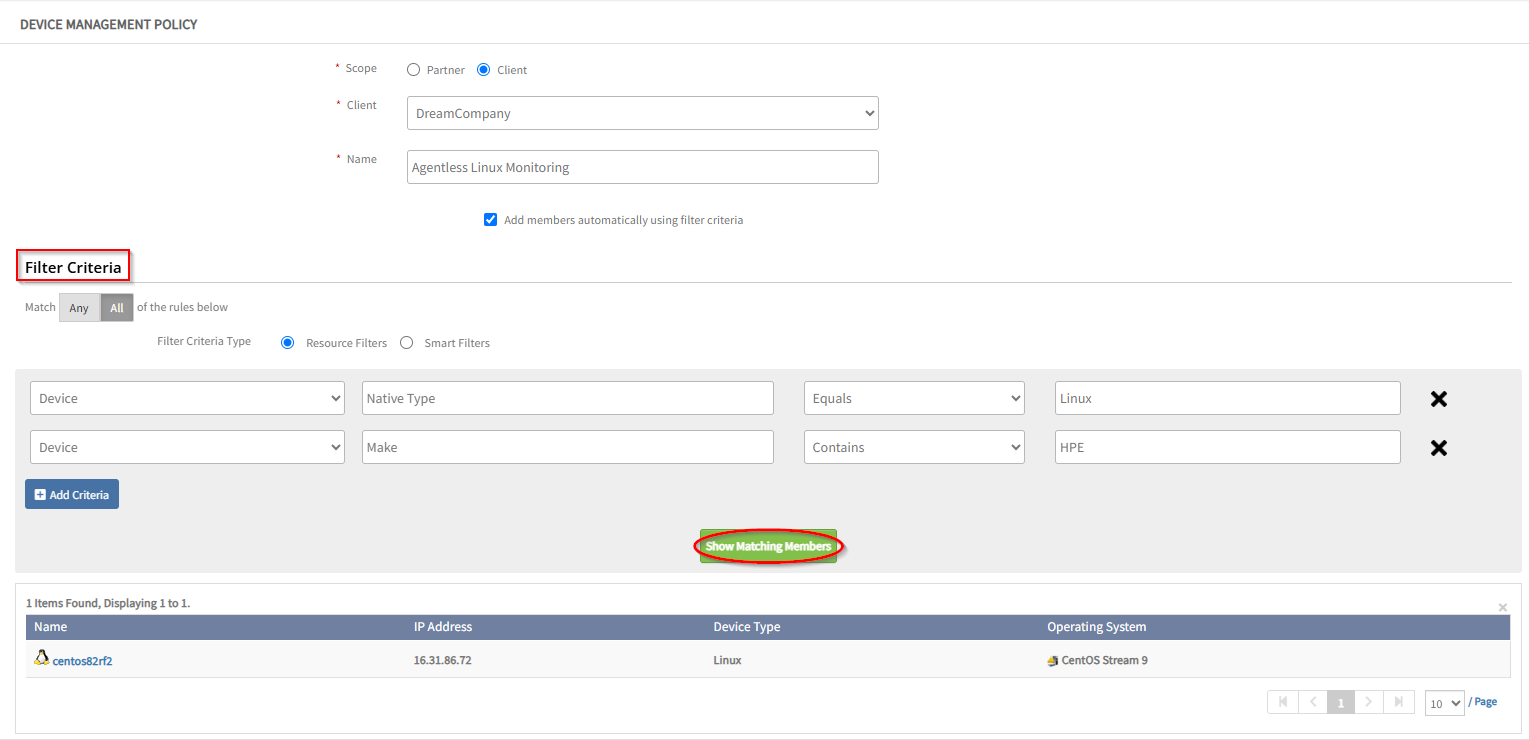 DEVICE MANAGEMENT POLICY
* Scope Partner Client
* Client DreamCompany
* Name Agentless Linux Monitoring
Add members automatically using filter criteria
Filter Criteria
Match Any All of the rules below
Filter Criteria Type Resource Filters Smart Filters
Device Native Type Equals Linux
Device Make Contains HPE
Add Criteria
Show Matching Members
1 Items Found, Displaying 1 to 1.
Name IP Address Device Type Operating System
centos82rf2 16.31.86.72 Linux CentOS Stream 9
1 10 / Page